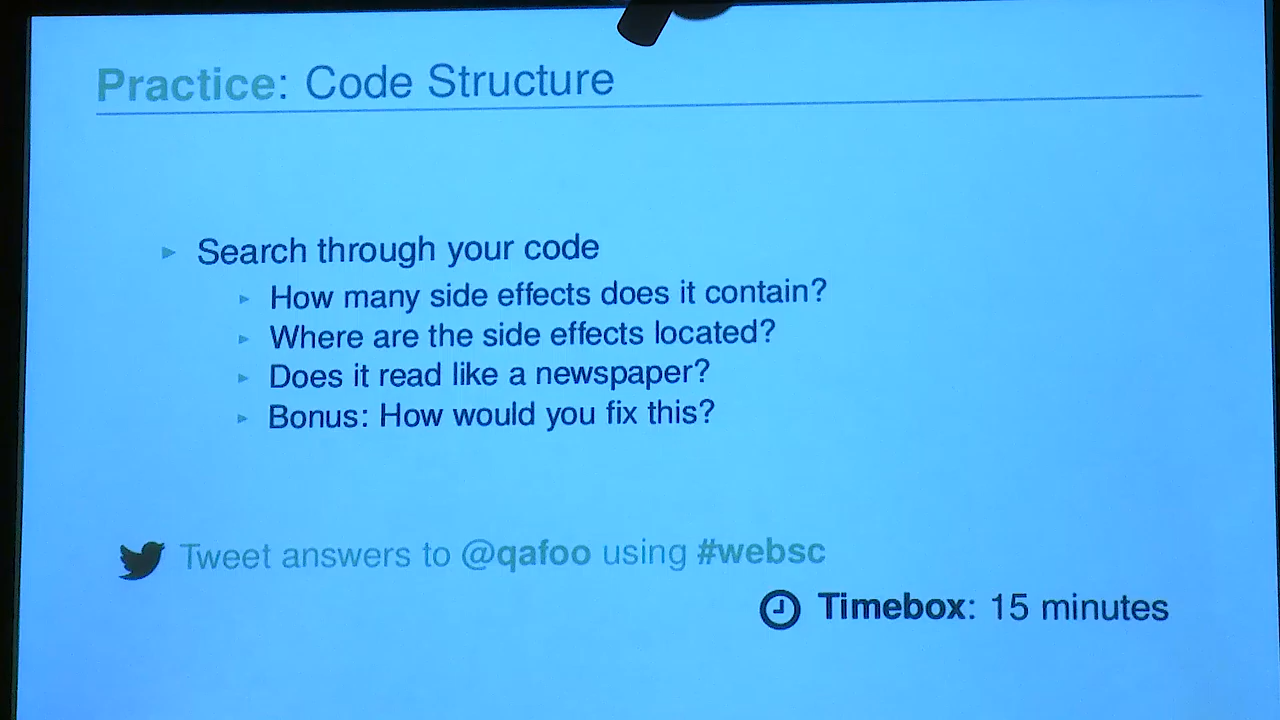 Practice: Code Structure
Search through your code
How many side effects does it contain?
Where are the side effects located?
Does it read like a newspaper?
Bonus: How would you fix this?
Tweet answers to @qafoo using #websc
Timebox: 15 minutes